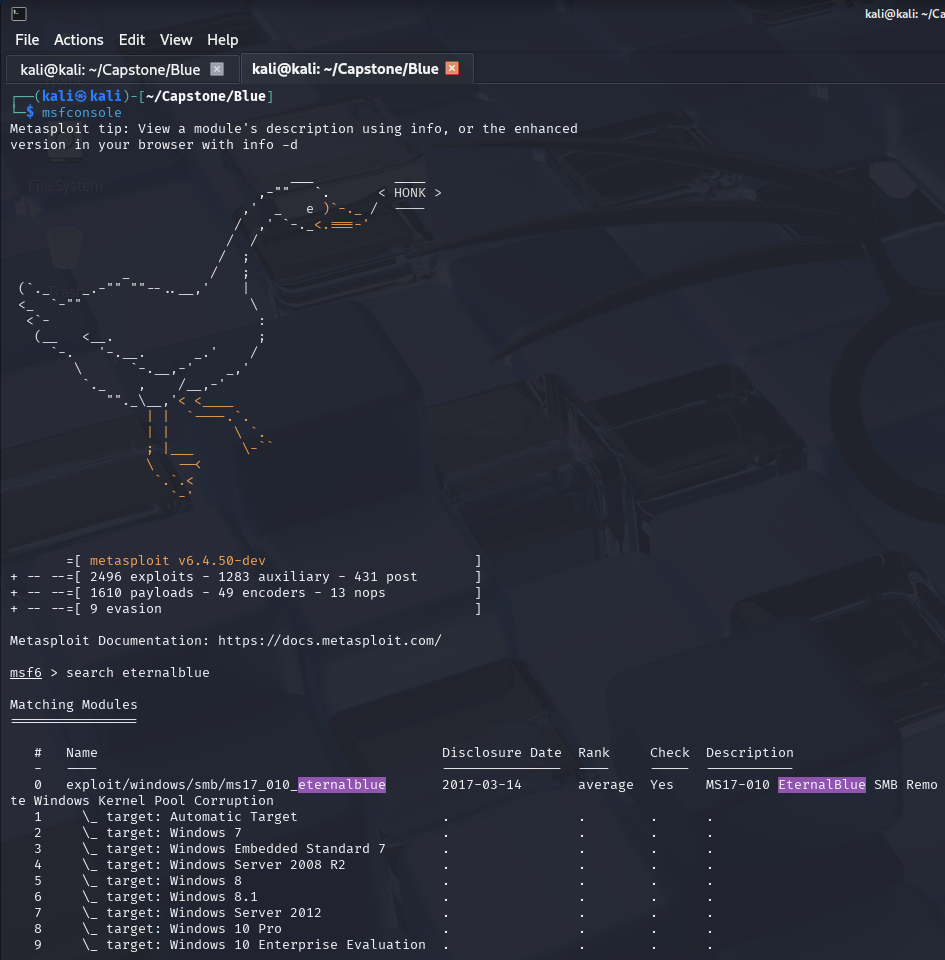 kali@kali: ~/Ca
File Actions Edit View Help
kali@kali: ~/Capstone/Blue kali@kali: ~/Capstone/Blue
┌──(kali㉿kali)-[~/Capstone/Blue]
└─$ msfconsole
Metasploit tip: View a module's description using info, or the enhanced
version in your browser with info -d
< HONK >
=[ metasploit v6.4.50-dev ]
+ -- --=[ 2496 exploits - 1283 auxiliary - 431 post ]
+ -- --=[ 1610 payloads - 49 encoders - 13 nops ]
+ -- --=[ 9 evasion ]
Metasploit Documentation: https://docs.metasploit.com/
msf6 > search eternalblue
Matching Modules
================
# Name Disclosure Date Rank Check Description
- ---- --------------- ---- ----- -----------
0 exploit/windows/smb/ms17_010_eternalblue 2017-03-14 average Yes MS17-010 EternalBlue SMB Remo
te Windows Kernel Pool Corruption
1 \_ target: Automatic Target . . . .
2 \_ target: Windows 7 . . . .
3 \_ target: Windows Embedded Standard 7 . . . .
4 \_ target: Windows Server 2008 R2 . . . .
5 \_ target: Windows 8 . . . .
6 \_ target: Windows 8.1 . . . .
7 \_ target: Windows Server 2012 . . . .
8 \_ target: Windows 10 Pro . . . .
9 \_ target: Windows 10 Enterprise Evaluation . . . .
File System